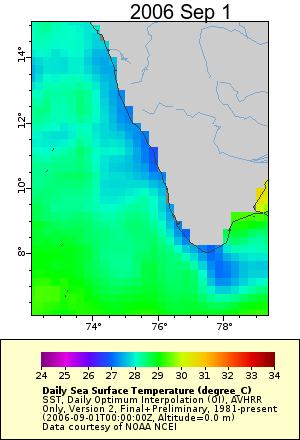 2006 Sep 1
14°
12°
10°
8°
74°
76°
78°
24 25 26 27 28 29 30 31 32 33 34
Daily Sea Surface Temperature (degree_C)
SST, Daily Optimum Interpolation (OI), AVHRR
Only, Version 2, Final+Preliminary, 1981-present
(2006-09-01T00:00:00Z, Altitude=0.0 m)
Data courtesy of NOAA NCEI